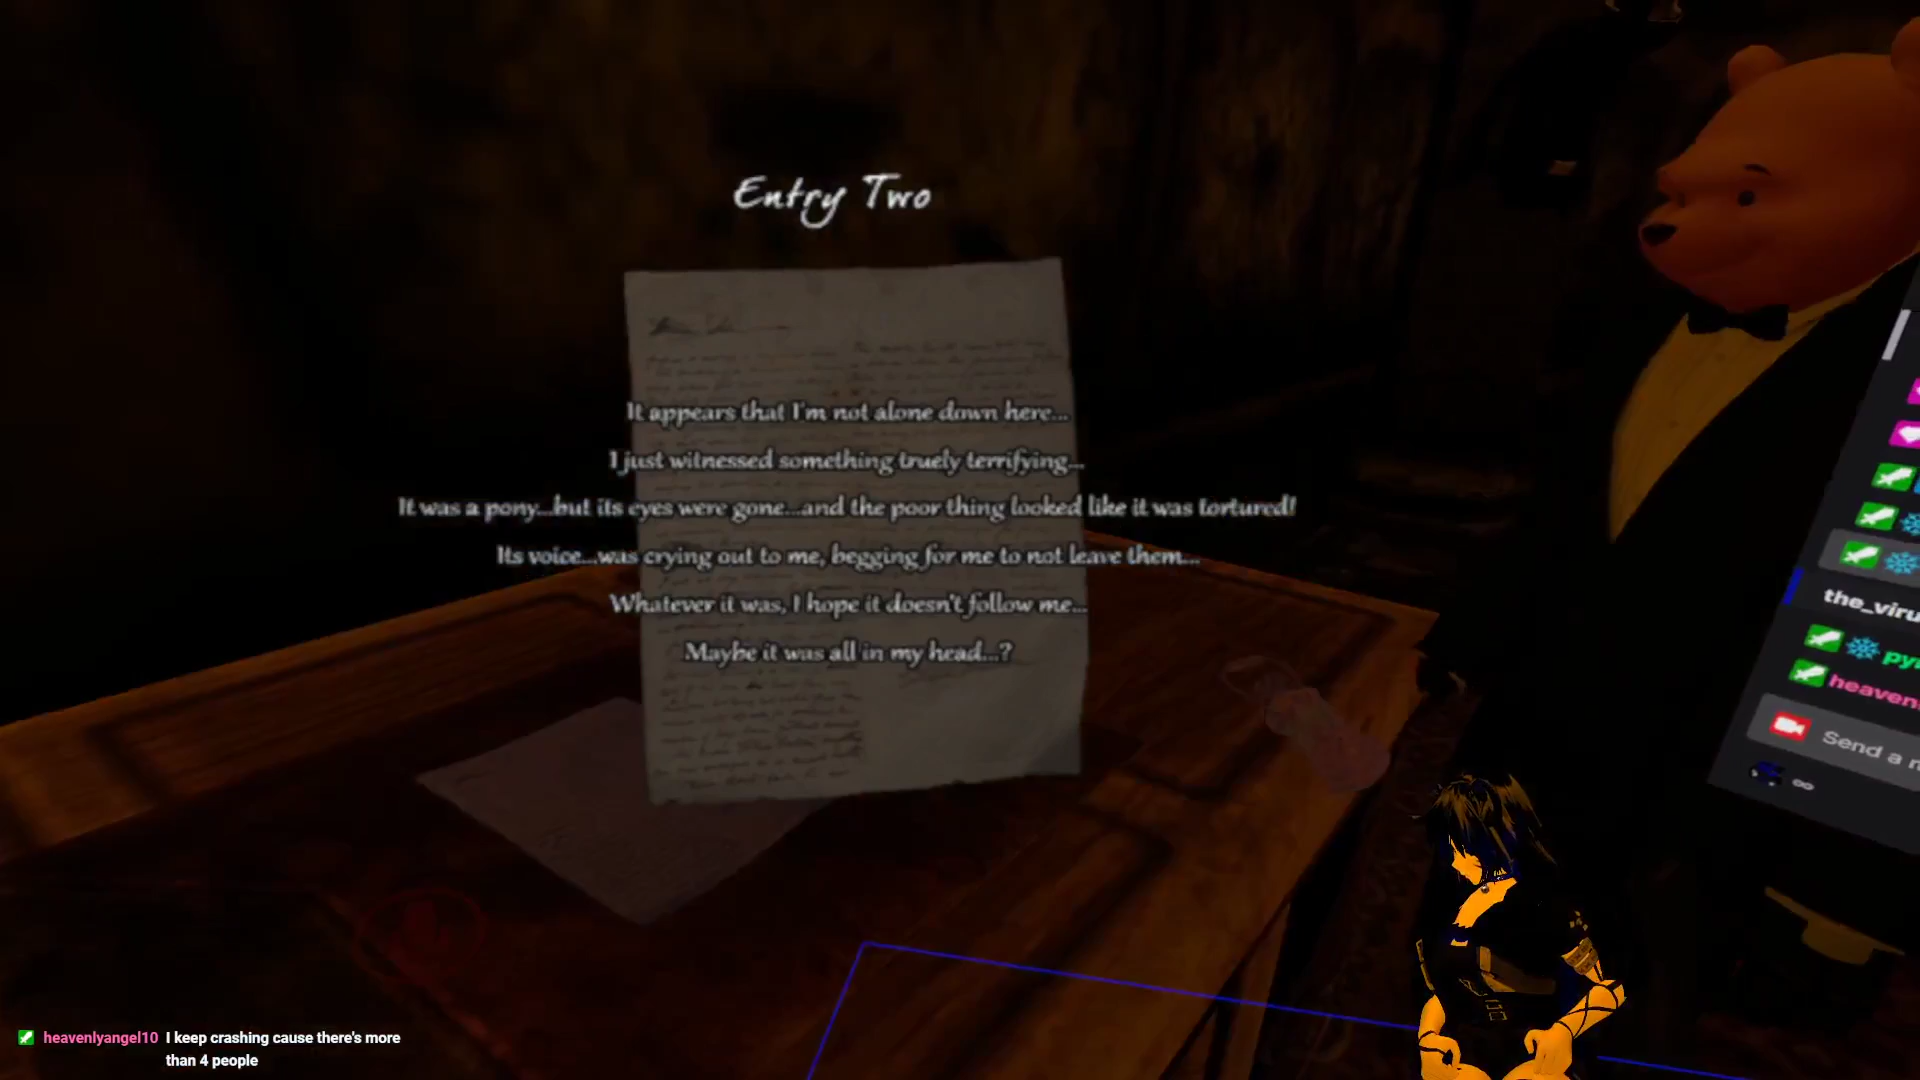 Entry Two
It appears that I'm not alone down here...
I just witnessed something truely terrifying...
It was a pony...but its eyes were gone...and the poor thing looked like it was tortured!
Its voice...was crying out to me, begging for me to not leave them...
Whatever it was, I hope it doesn't follow me...
Maybe it was all in my head...?
the_viru
heaven
Send a
heavenlyangel10 I keep crashing cause there's more
than 4 people